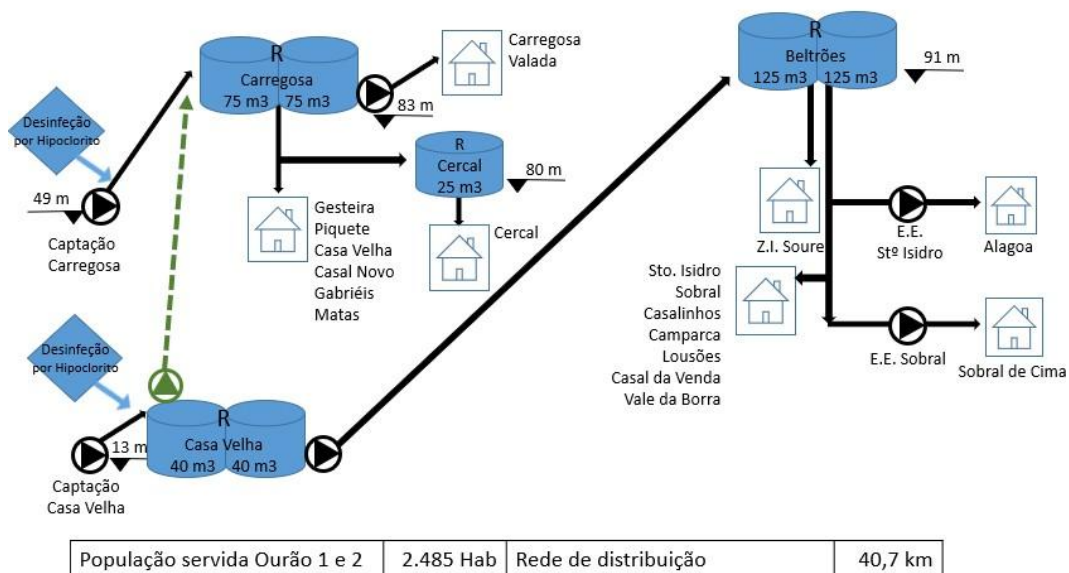 R
Carregosa
75 m3 75 m3
Carregosa
Valada
83 m
Desinfeção
por Hipoclorito
49 m
Captação
Carregosa
R
Cercal
25 m3
80 m
Gesteira
Piquete
Casa Velha
Casal Novo
Gabriéis
Matas
Cercal
R
Beltrões
125 m3 125 m3
91 m
Z.I. Soure
E.E.
Stº Isidro
Alagoa
Sto. Isidro
Sobral
Casalinhos
Camparca
Lousões
Casal da Venda
Vale da Borra
E.E. Sobral
Sobral de Cima
Desinfeção
por Hipoclorito
13 m
R
Casa Velha
40 m3 40 m3
Captação
Casa Velha
População servida Ourão 1 e 2 2.485 Hab Rede de distribuição 40,7 km